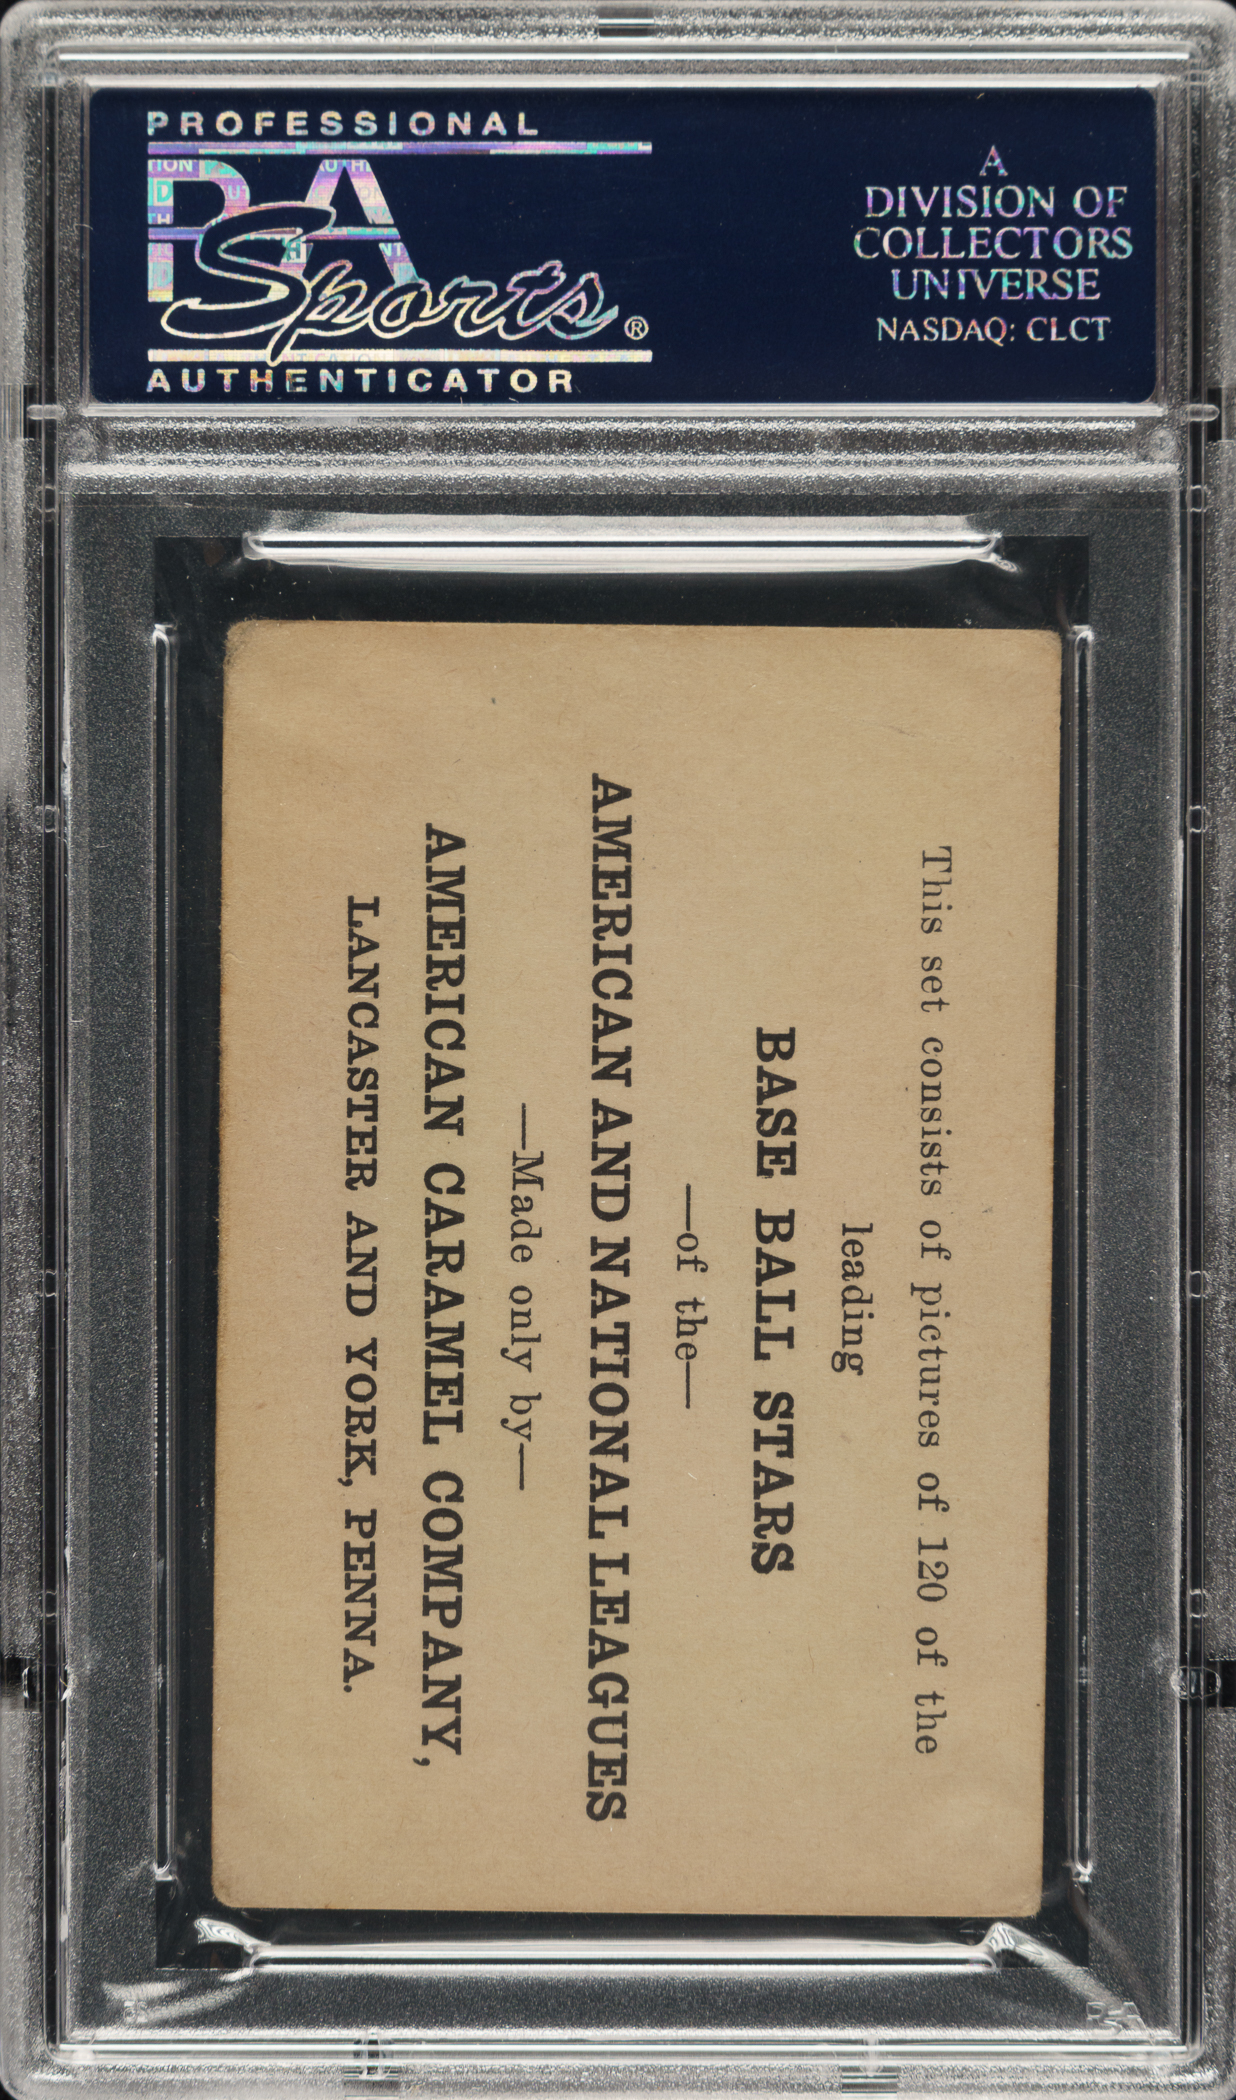 PROFESSIONAL
PSA
Sports®
AUTHENTICATOR
A
DIVISION OF
COLLECTORS
UNIVERSE
NASDAQ: CLCT
This set consists of pictures of 120 of the
leading
BASE BALL STARS
—of the—
AMERICAN AND NATIONAL LEAGUES
—Made only by—
AMERICAN CARAMEL COMPANY,
LANCASTER AND YORK, PENNA.